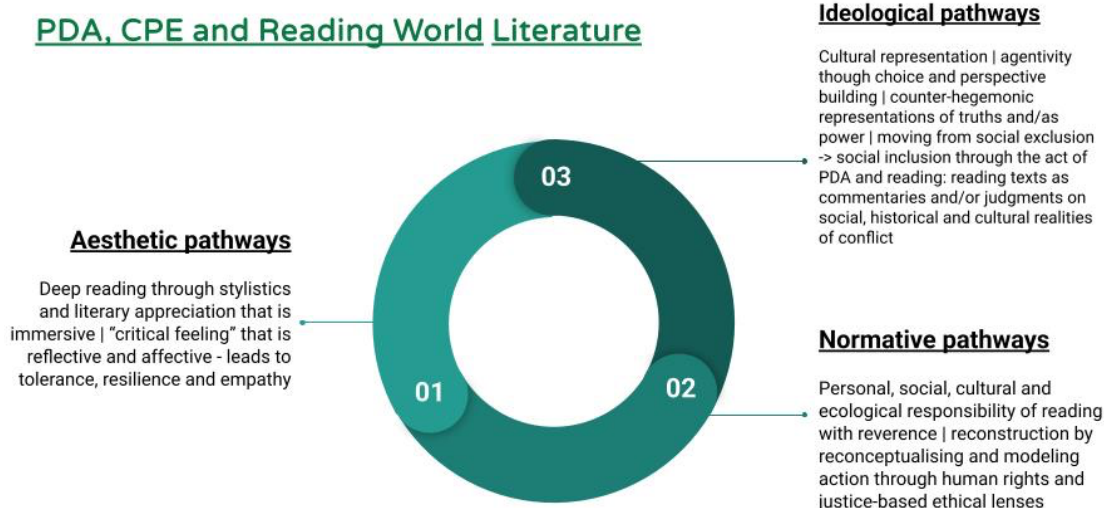 PDA, CPE and Reading World Literature
Aesthetic pathways
Deep reading through stylistics
and literary appreciation that is
immersive | “critical feeling” that is
reflective and affective - leads to
tolerance, resilience and empathy
01
02
Normative pathways
Personal, social, cultural and
ecological responsibility of reading
with reverence | reconstruction by
reconceptualising and modeling
action through human rights and
justice-based ethical lenses
03
Ideological pathways
Cultural representation | agentivity
though choice and perspective
building | counter-hegemonic
representations of truths and/as
power | moving from social exclusion
-> social inclusion through the act of
PDA and reading: reading texts as
commentaries and/or judgments on
social, historical and cultural realities
of conflict